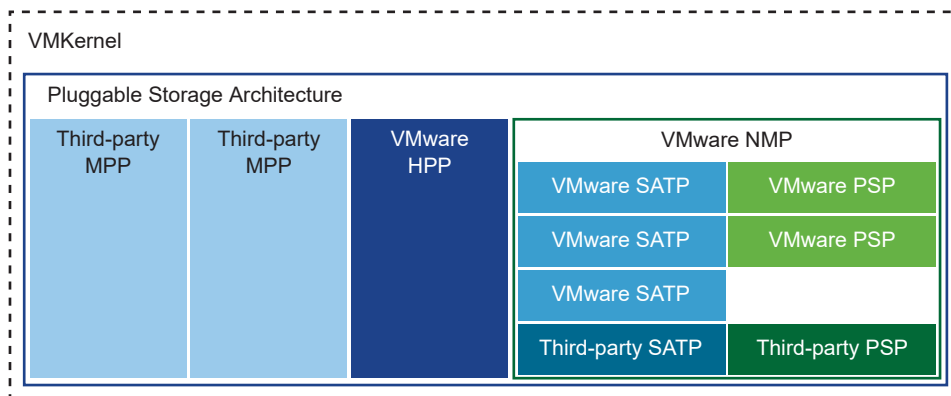 VMKernel
Pluggable Storage Architecture
Third-party
MPP
Third-party
MPP
VMware
HPP
VMware NMP
VMware SATP
VMware PSP
VMware SATP
VMware PSP
VMware SATP
Third-party SATP
Third-party PSP